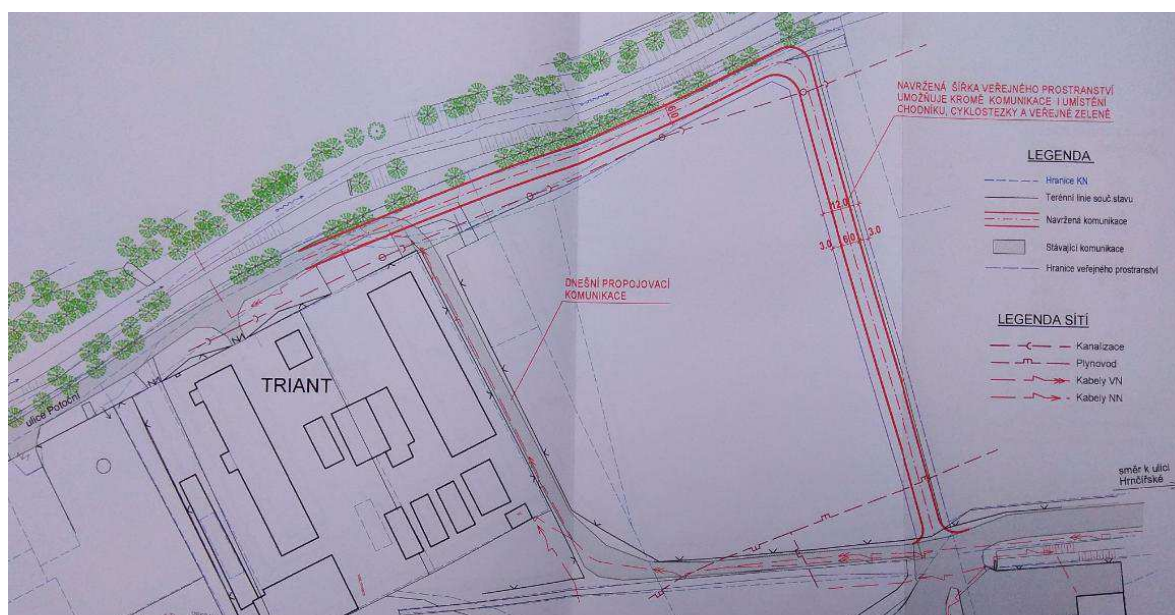 NAVRŽENÁ ŠÍŘKA VEŘEJNÉHO PROSTRANSTVÍ
UMOŽŇUJE KROMĚ KOMUNIKACE I UMÍSTĚNÍ
CHODNÍKU, CYKLOSTEZKY A VEŘEJNÉ ZELENĚ
6.0
LEGENDA
Hranice KN
Terénní linie souč.stavu
Navržená komunikace
Stávající komunikace
Hranice veřejného prostranství
12.0
3.0
6.0
3.0
DNEŠNÍ PROPOJOVACÍ
KOMUNIKACE
LEGENDA SÍTÍ
Kanalizace
Plynovod
Kabely VN
Kabely NN
TRIANT
ulice Potoční
směr k ulici
Hrnčířské